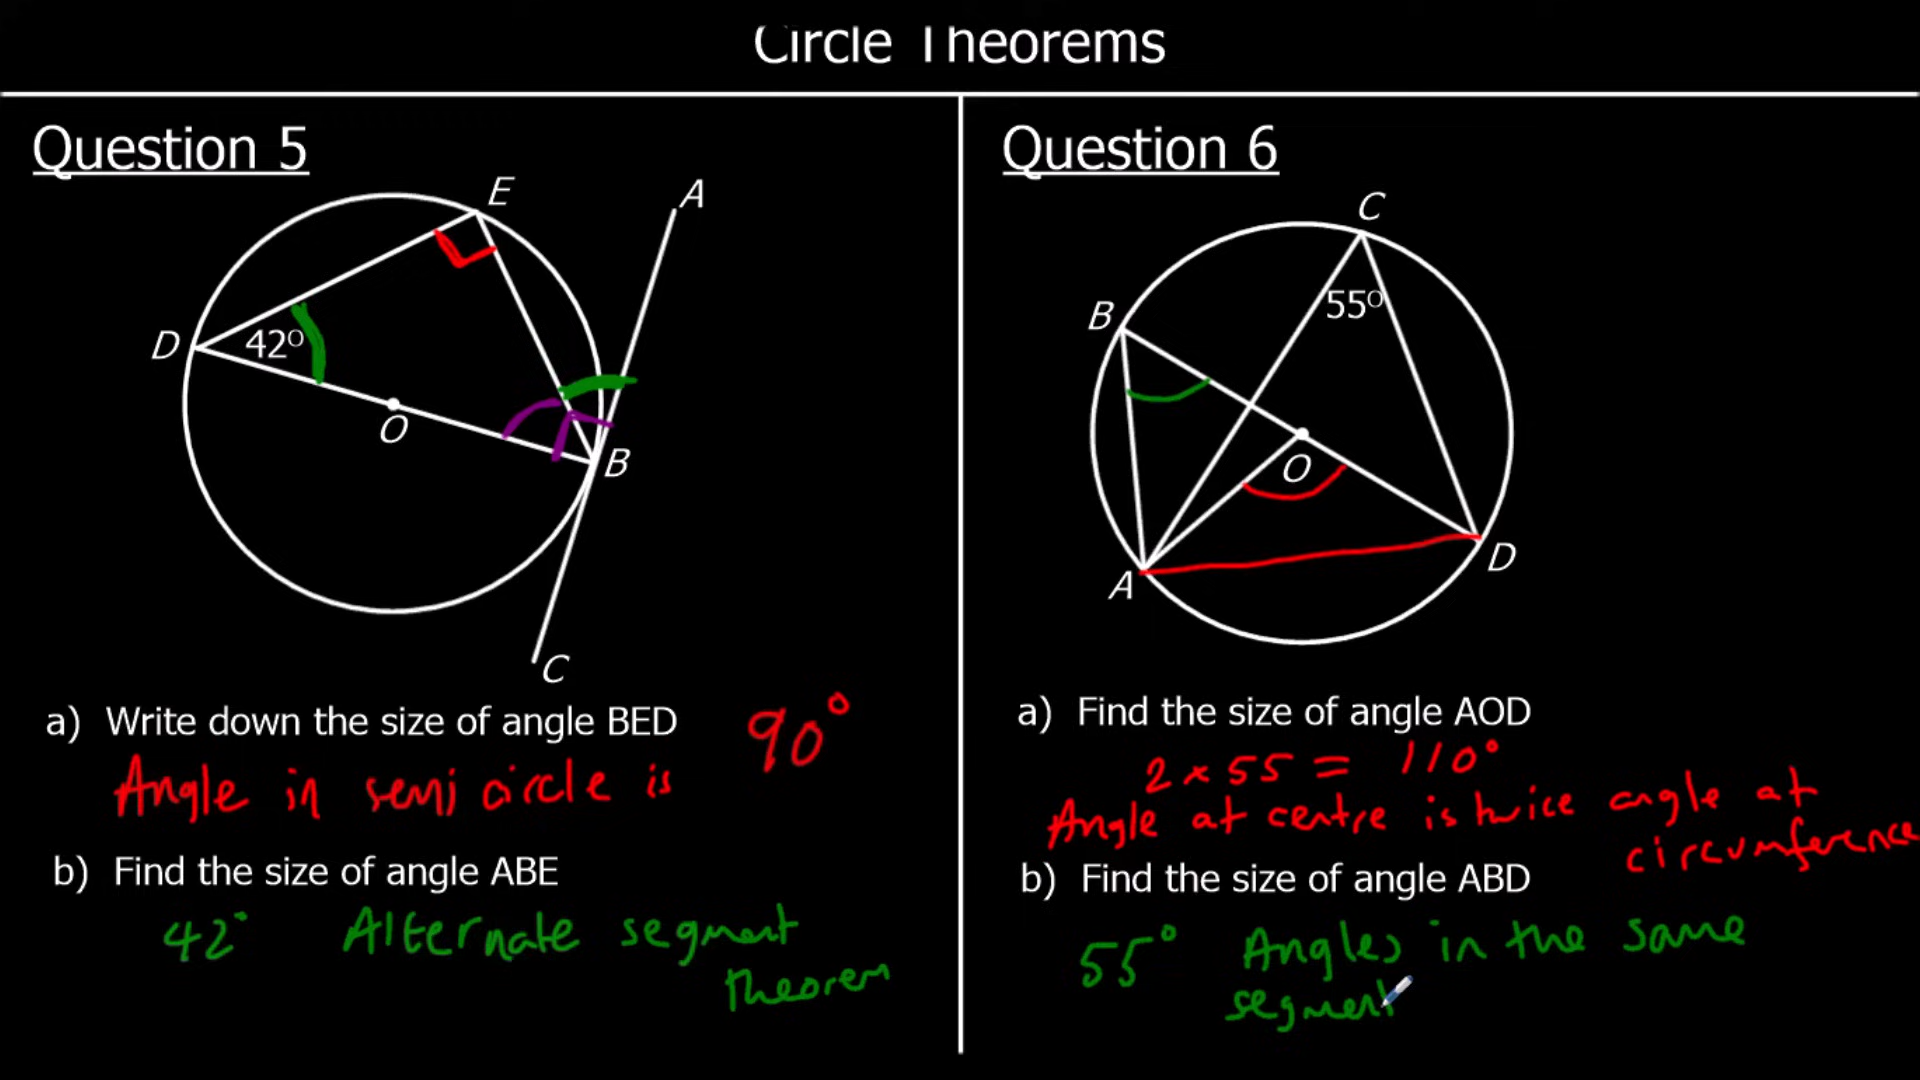 Circle Theorems
Question 5
E
A
D
42º
O
B
C
a) Write down the size of angle BED 90°
Angle in semi circle is
b) Find the size of angle ABE
42° Alternate segment
theorem
Question 6
C
55º
B
O
D
A
a) Find the size of angle AOD
2 × 55 = 110°
Angle at centre is twice angle at
circumference
b) Find the size of angle ABD
55° Angles in the same
segment